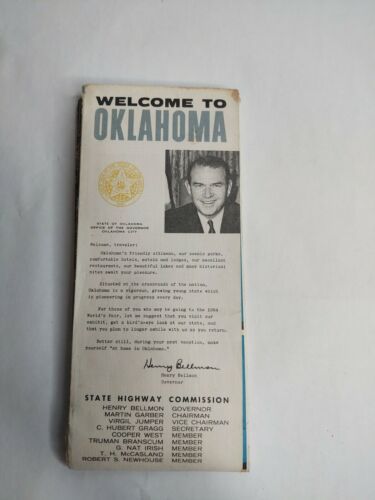 WELCOME TO
OKLAHOMA
STATE OF OKLAHOMA
OFFICE OF THE GOVERNOR
OKLAHOMA CITY
Welcome, traveler!
Oklahoma's friendly citizens, our scenic parks,
comfortable hotels, motels and lodges, our excellent
restaurants, our beautiful lakes and many historical
sites await your pleasure.
Situated at the crossroads of the nation,
Oklahoma is a vigorous, growing young state which
is pioneering in progress every day.
For those of you who may be going to the 1964
World's Fair, let me suggest that you visit our
exhibit, get a bird's-eye look at our state, and
that you plan to longer awhile with us as you return.
Better still, during your next vacation, make
yourself "at home in Oklahoma."
Henry Bellmon
Henry Bellmon
Governor
STATE HIGHWAY COMMISSION
HENRY BELLMON GOVERNOR
MARTIN GARBER CHAIRMAN
VIRGIL JUMPER VICE CHAIRMAN
C. HUBERT GRAGG SECRETARY
COOPER WEST MEMBER
TRUMAN BRANSCUM MEMBER
G. NAT IRISH MEMBER
T. H. McCASLAND MEMBER
ROBERT S. NEWHOUSE MEMBER